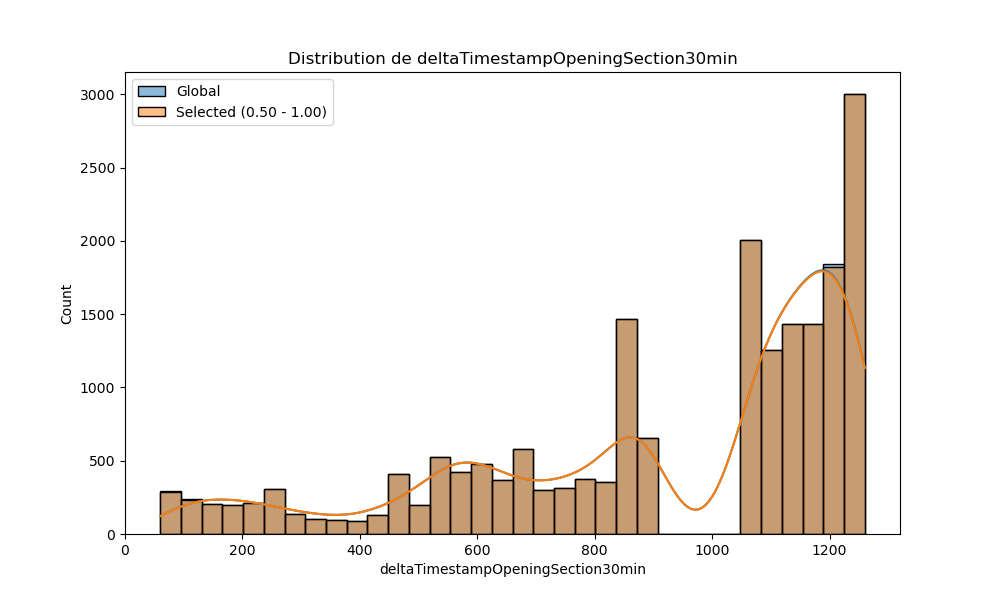 Distribution de deltaTimestampOpeningSection30min
Global
Selected (0.50 - 1.00)
3000
2500
2000
1500
1000
500
0
Count
0 200 400 600 800 1000 1200
deltaTimestampOpeningSection30min